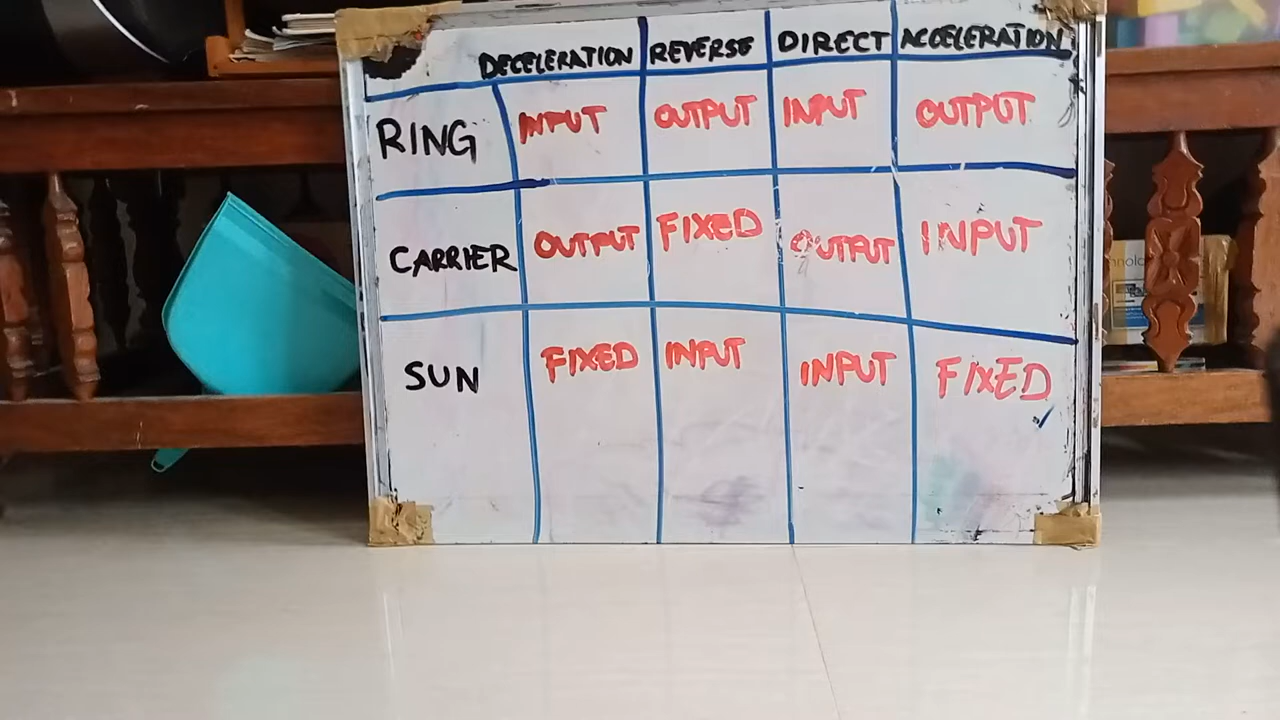 DECELERATION REVERSE DIRECT ACCELERATION
RING INPUT OUTPUT INPUT OUTPUT
CARRIER OUTPUT FIXED OUTPUT INPUT
SUN FIXED INPUT INPUT FIXED